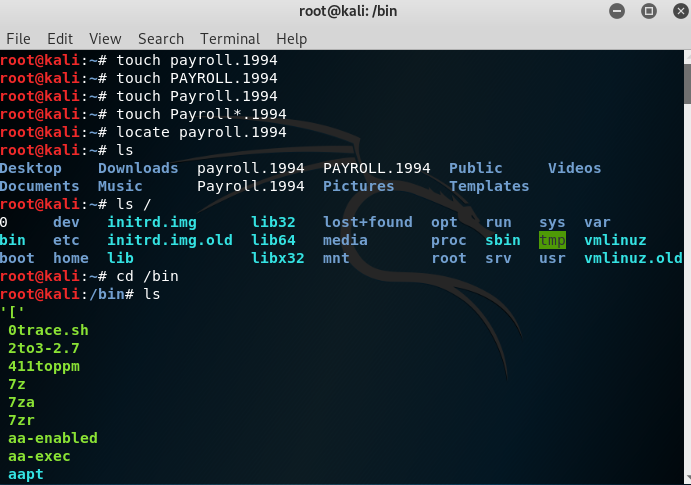 root@kali: /bin
File Edit View Search Terminal Help
root@kali:~# touch payroll.1994
root@kali:~# touch PAYROLL.1994
root@kali:~# touch Payroll.1994
root@kali:~# touch Payroll*.1994
root@kali:~# locate payroll.1994
root@kali:~# ls
Desktop Downloads payroll.1994 PAYROLL.1994 Public Videos
Documents Music Payroll.1994 Pictures Templates
root@kali:~# ls /
0 dev initrd.img lib32 lost+found opt run sys var
bin etc initrd.img.old lib64 media proc sbin tmp vmlinuz
boot home lib libx32 mnt root srv usr vmlinuz.old
root@kali:~# cd /bin
root@kali:/bin# ls
'['
0trace.sh
2to3-2.7
411toppm
7z
7za
7zr
aa-enabled
aa-exec
aapt